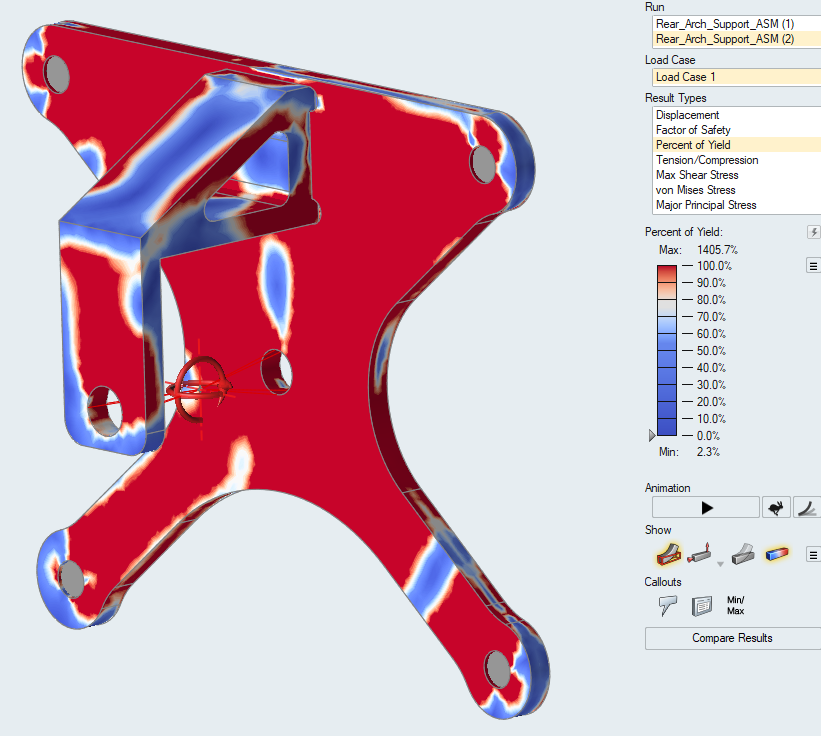 Run
Rear_Arch_Support_ASM (1)
Rear_Arch_Support_ASM (2)
Load Case
Load Case 1
Result Types
Displacement
Factor of Safety
Percent of Yield
Tension/Compression
Max Shear Stress
von Mises Stress
Major Principal Stress
Percent of Yield:
Max: 1405.7%
100.0%
90.0%
80.0%
70.0%
60.0%
50.0%
40.0%
30.0%
20.0%
10.0%
0.0%
Min: 2.3%
Animation
Show
Callouts
Min/
Max
Compare Results